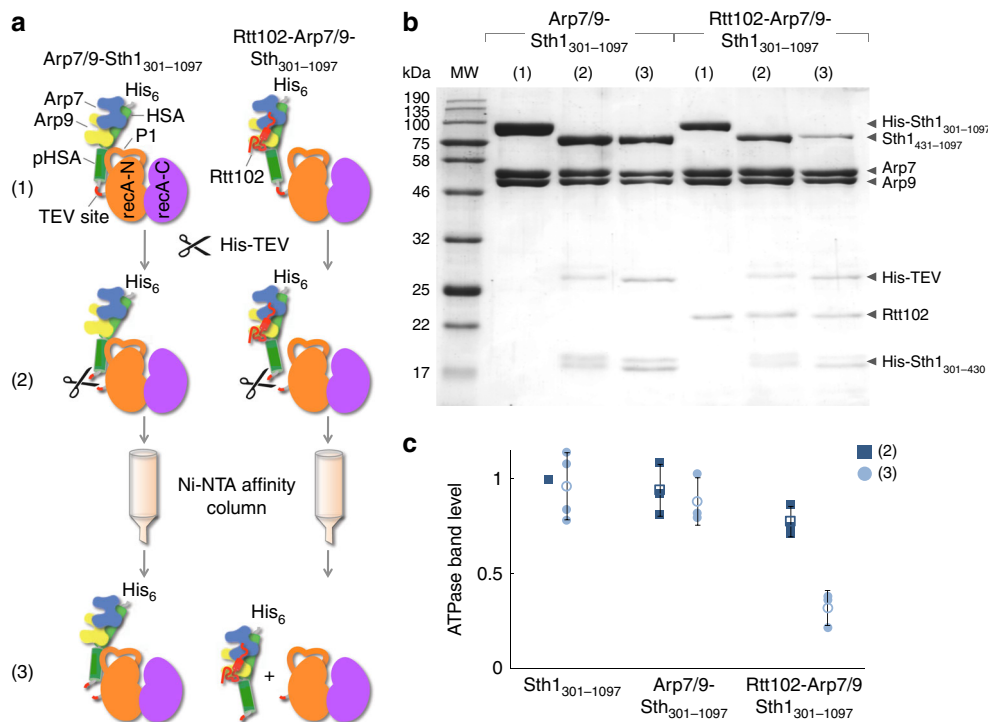 a
Arp7/9-Sth1301–1097
Rtt102-Arp7/9-
Sth301–1097
His6
His6
Arp7
HSA
Arp9
P1
pHSA
Rtt102
(1)
TEV site
recA-N
recA-C
His-TEV
His6
His6
(2)
Ni-NTA affinity
column
His6
His6
(3)
+
b
Arp7/9-
Sth1301–1097
Rtt102-Arp7/9-
Sth1301–1097
kDa
MW
(1)
(2)
(3)
(1)
(2)
(3)
190
135
100
75
58
46
32
25
22
17
His-Sth1301–1097
Sth1431–1097
Arp7
Arp9
His-TEV
Rtt102
His-Sth1301–430
c
(2)
(3)
ATPase band level
1
0.5
0
Sth1301–1097
Arp7/9-
Sth301–1097
Rtt102-Arp7/9
Sth1301–1097